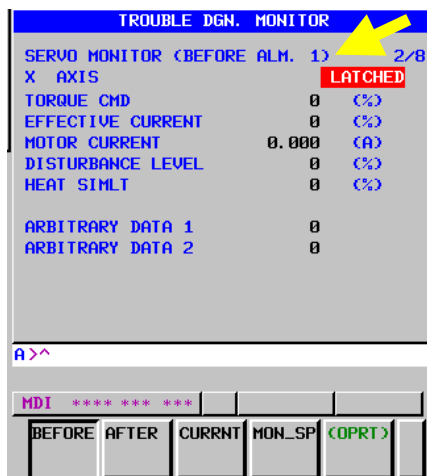 TROUBLE DGN. MONITOR
SERVO MONITOR (BEFORE ALM. 1) 2/8
X AXIS LATCHED
TORQUE CMD 0 (%)
EFFECTIVE CURRENT 0 (%)
MOTOR CURRENT 0.000 (A)
DISTURBANCE LEVEL 0 (%)
HEAT SIMLT 0 (%)
ARBITRARY DATA 1 0
ARBITRARY DATA 2 0
A>^
MDI **** *** ***
BEFORE AFTER CURRNT MON_SP (OPRT)